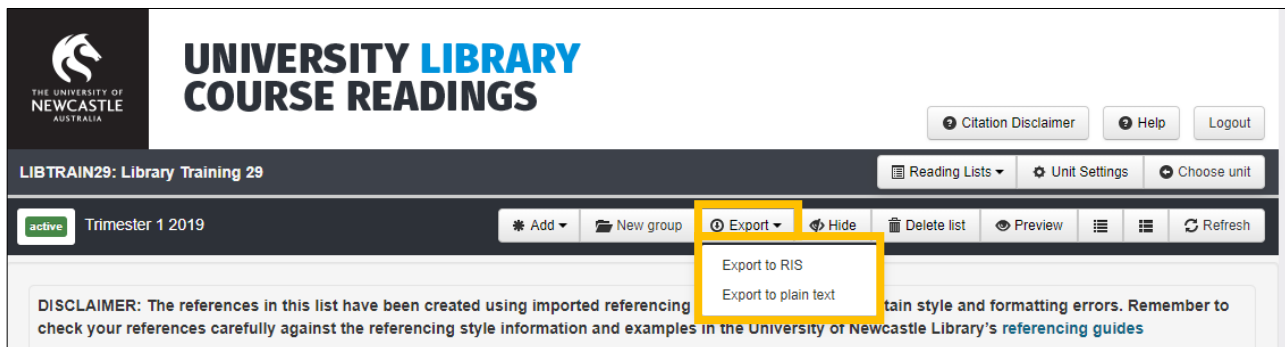 THE UNIVERSITY OF
NEWCASTLE
AUSTRALIA
UNIVERSITY LIBRARY
COURSE READINGS
Citation Disclaimer
Help
Logout
LIBTRAIN29: Library Training 29
Reading Lists
Unit Settings
Choose unit
active
Trimester 1 2019
Add
New group
Export
Hide
Delete list
Preview
Refresh
Export to RIS
Export to plain text
DISCLAIMER: The references in this list have been created using imported referencing tain style and formatting errors. Remember to
check your references carefully against the referencing style information and examples in the University of Newcastle Library's referencing guides